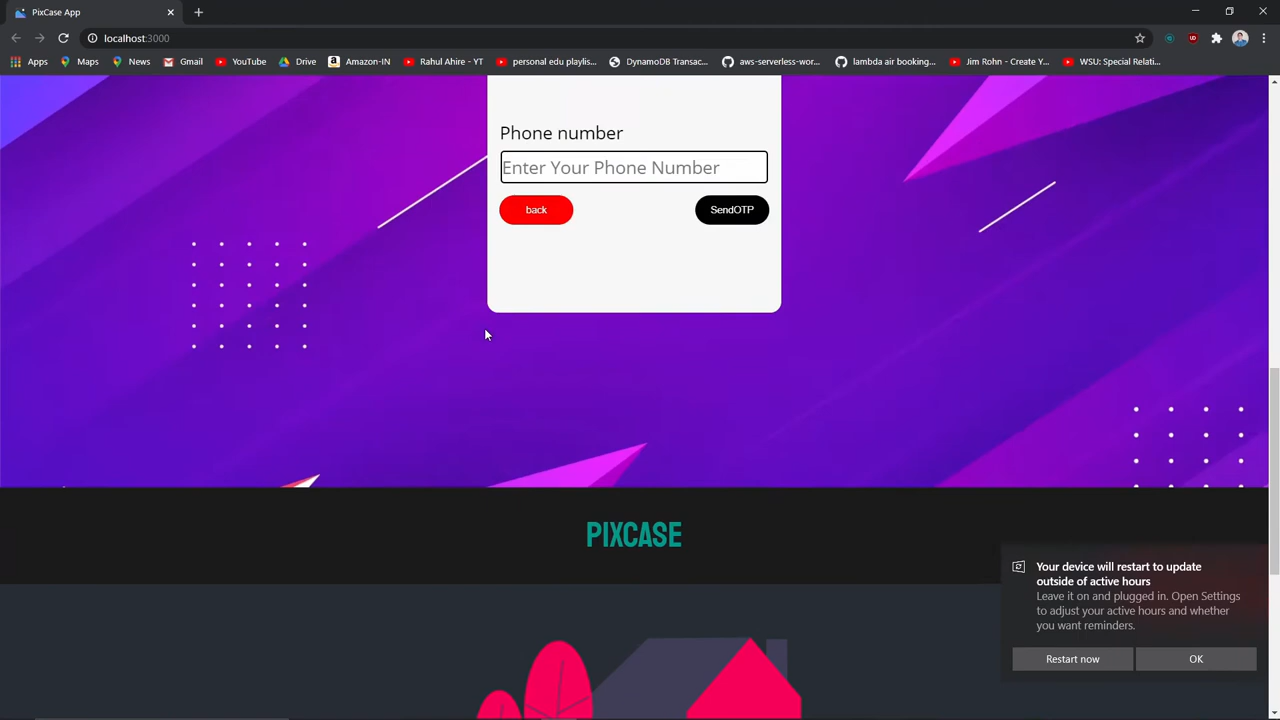 PixCase App
localhost:3000
Apps Maps News Gmail YouTube Drive Amazon-IN Rahul Ahire - YT personal edu playlis... DynamoDB Transac... aws-serverless-wor... lambda air booking... Jim Rohn - Create Y... WSU: Special Relati...
Phone number
Enter Your Phone Number
back SendOTP
PIXCASE
Your device will restart to update
outside of active hours
Leave it on and plugged in. Open Settings
to adjust your active hours and whether
you want reminders.
Restart now OK